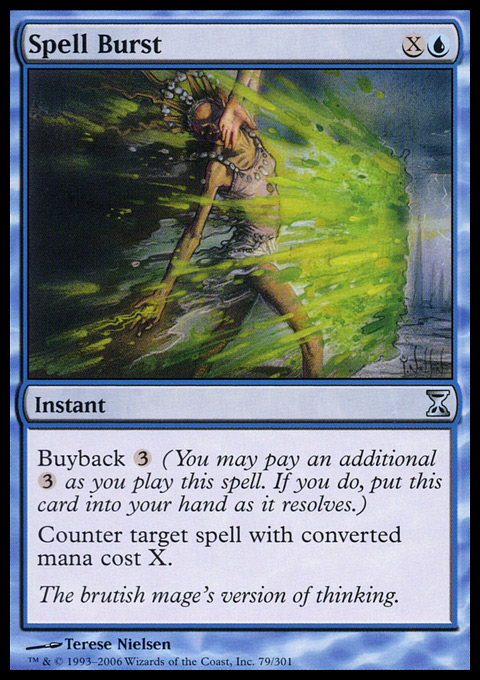 Spell Burst X
Instant
Buyback 3 (You may pay an additional
3 as you play this spell. If you do, put this
card into your hand as it resolves.)
Counter target spell with converted
mana cost X.
The brutish mage's version of thinking.
Terese Nielsen
™ & © 1993–2006 Wizards of the Coast, Inc. 79/301